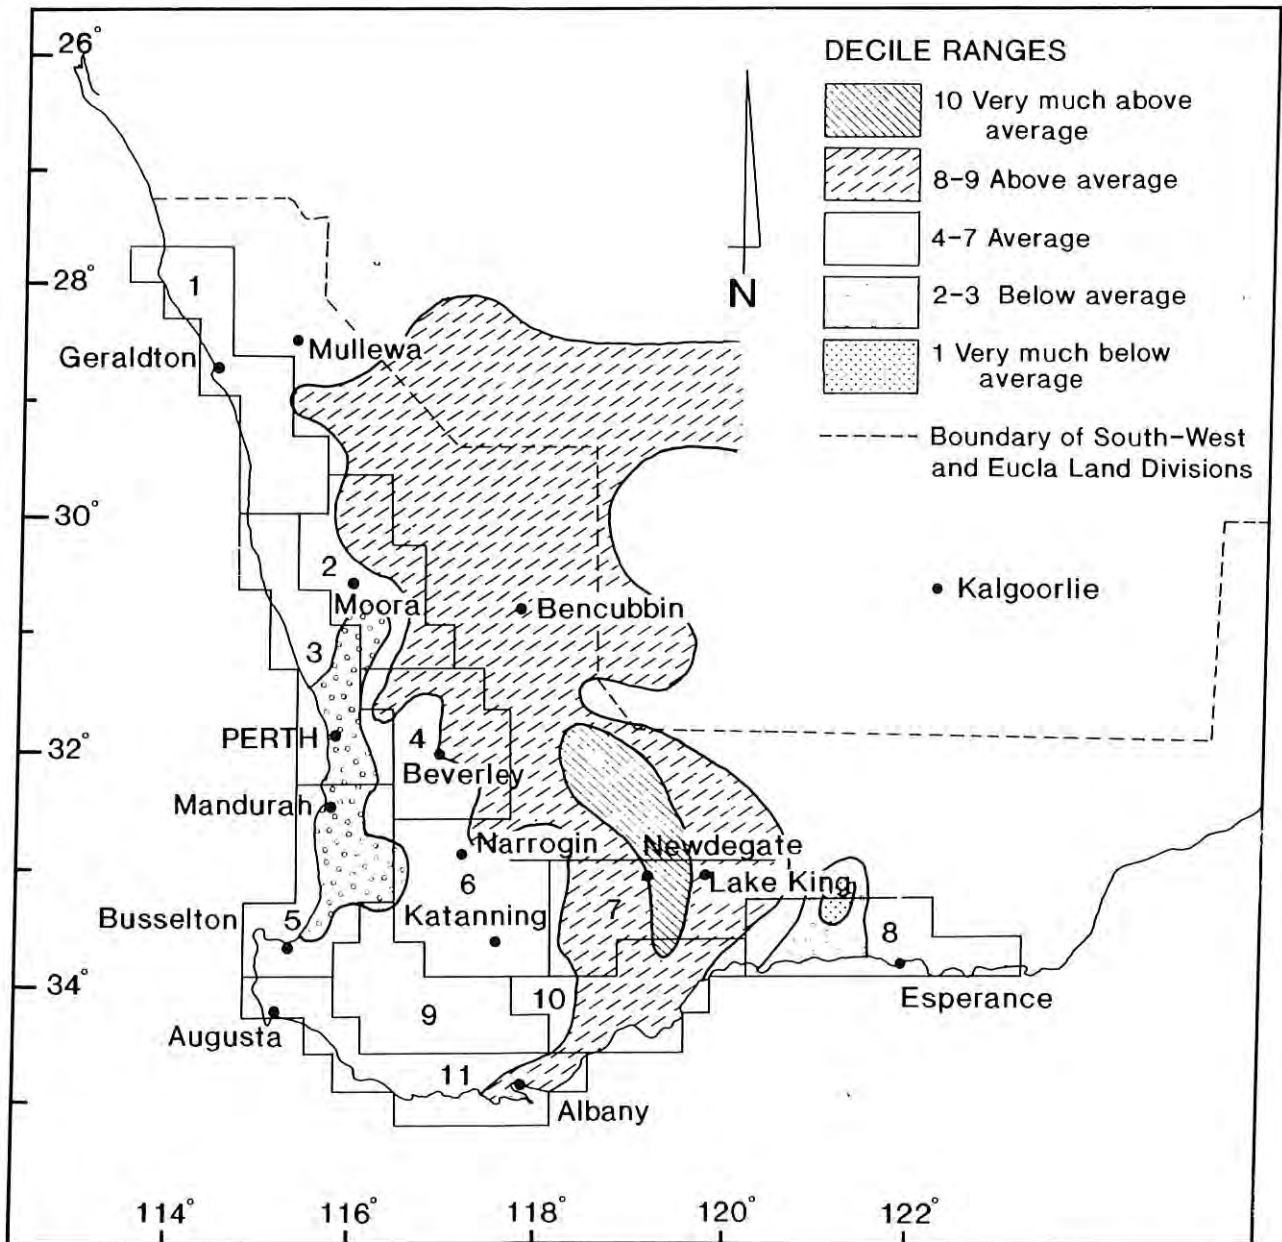 26°
28°
30°
32°
34°
DECILE RANGES
10 Very much above
average
8-9 Above average
4-7 Average
2-3 Below average
1 Very much below
average
Boundary of South-West
and Eucla Land Divisions
N
1
Mullewa
Geraldton
2
Moora
Bencubbin
Kalgoorlie
3
PERTH
4
Beverley
Mandurah
Narrogin
Newdegate
6
Lake King
Busselton
5
Katanning
7
8
Esperance
10
9
Augusta
11
Albany
114°
116°
118°
120°
122°